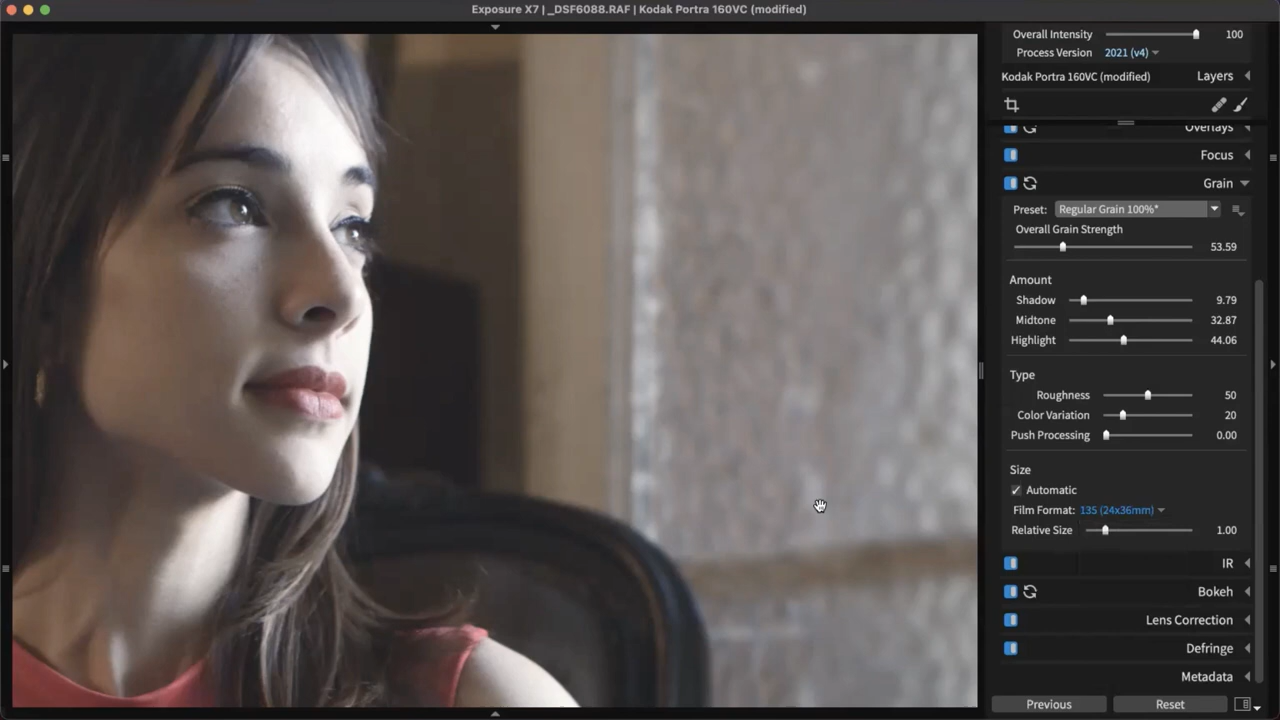 Exposure X7 | _DSF6088.RAF | Kodak Portra 160VC (modified)
Overall Intensity 100
Process Version 2021 (v4)
Kodak Portra 160VC (modified) Layers
Overlays
Focus
Grain
Preset: Regular Grain 100%*
Overall Grain Strength
53.59
Amount
Shadow 9.79
Midtone 32.87
Highlight 44.06
Type
Roughness 50
Color Variation 20
Push Processing 0.00
Size
Automatic
Film Format: 135 (24x36mm)
Relative Size 1.00
IR
Bokeh
Lens Correction
Defringe
Metadata
Previous Reset